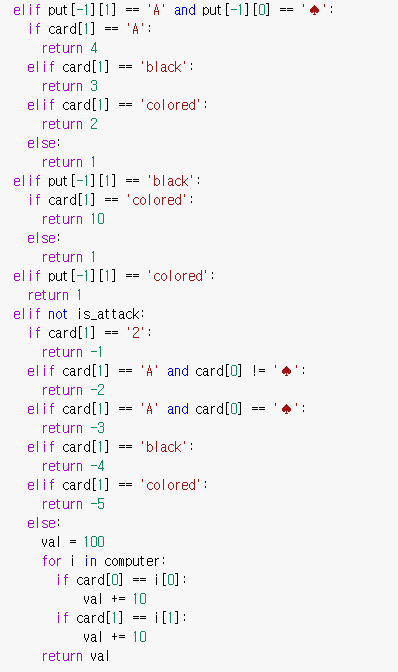 elif put[-1][1] == 'A' and put[-1][0] == '♠':
  if card[1] == 'A':
    return 4
  elif card[1] == 'black':
    return 3
  elif card[1] == 'colored':
    return 2
  else:
    return 1
elif put[-1][1] == 'black':
  if card[1] == 'colored':
    return 10
  else:
    return 1
elif put[-1][1] == 'colored':
  return 1
elif not is_attack:
  if card[1] == '2':
    return -1
  elif card[1] == 'A' and card[0] != '♠':
    return -2
  elif card[1] == 'A' and card[0] == '♠':
    return -3
  elif card[1] == 'black':
    return -4
  elif card[1] == 'colored':
    return -5
  else:
    val = 100
    for i in computer:
      if card[0] == i[0]:
          val += 10
      if card[1] == i[1]:
          val += 10
    return val